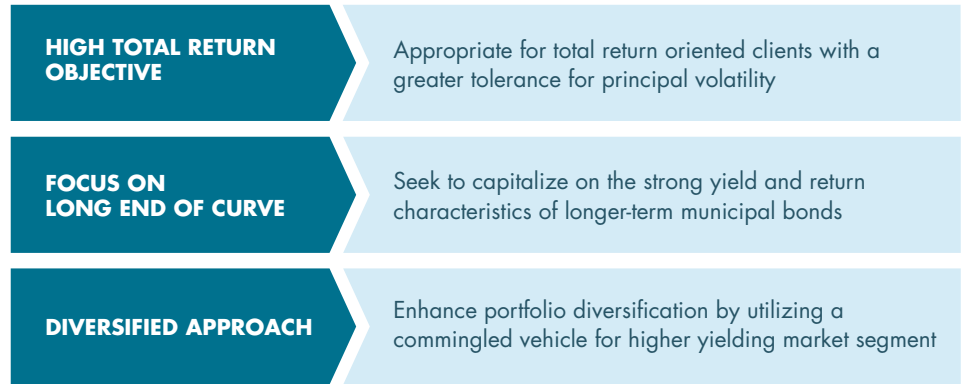 HIGH TOTAL RETURN
OBJECTIVE
Appropriate for total return oriented clients with a
greater tolerance for principal volatility
FOCUS ON
LONG END OF CURVE
Seek to capitalize on the strong yield and return
characteristics of longer-term municipal bonds
DIVERSIFIED APPROACH
Enhance portfolio diversification by utilizing a
commingled vehicle for higher yielding market segment